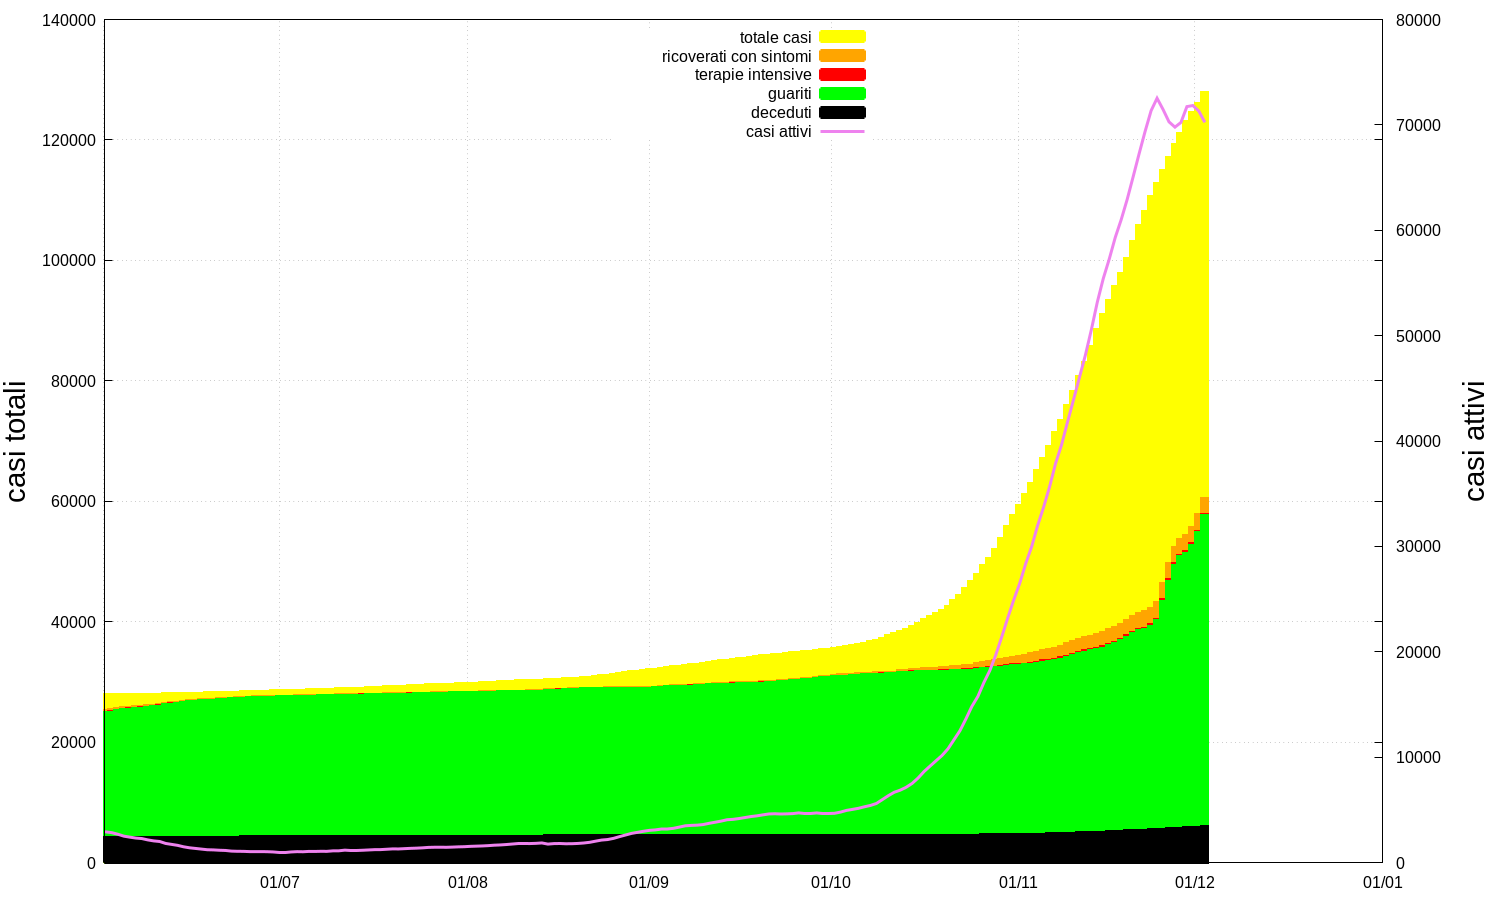 140000
120000
100000
80000
60000
40000
20000
0
casi totali
totale casi
ricoverati con sintomi
terapie intensive
guariti
deceduti
casi attivi
80000
70000
60000
50000
40000
30000
20000
10000
0
casi attivi
01/07 01/08 01/09 01/10 01/11 01/12 01/01